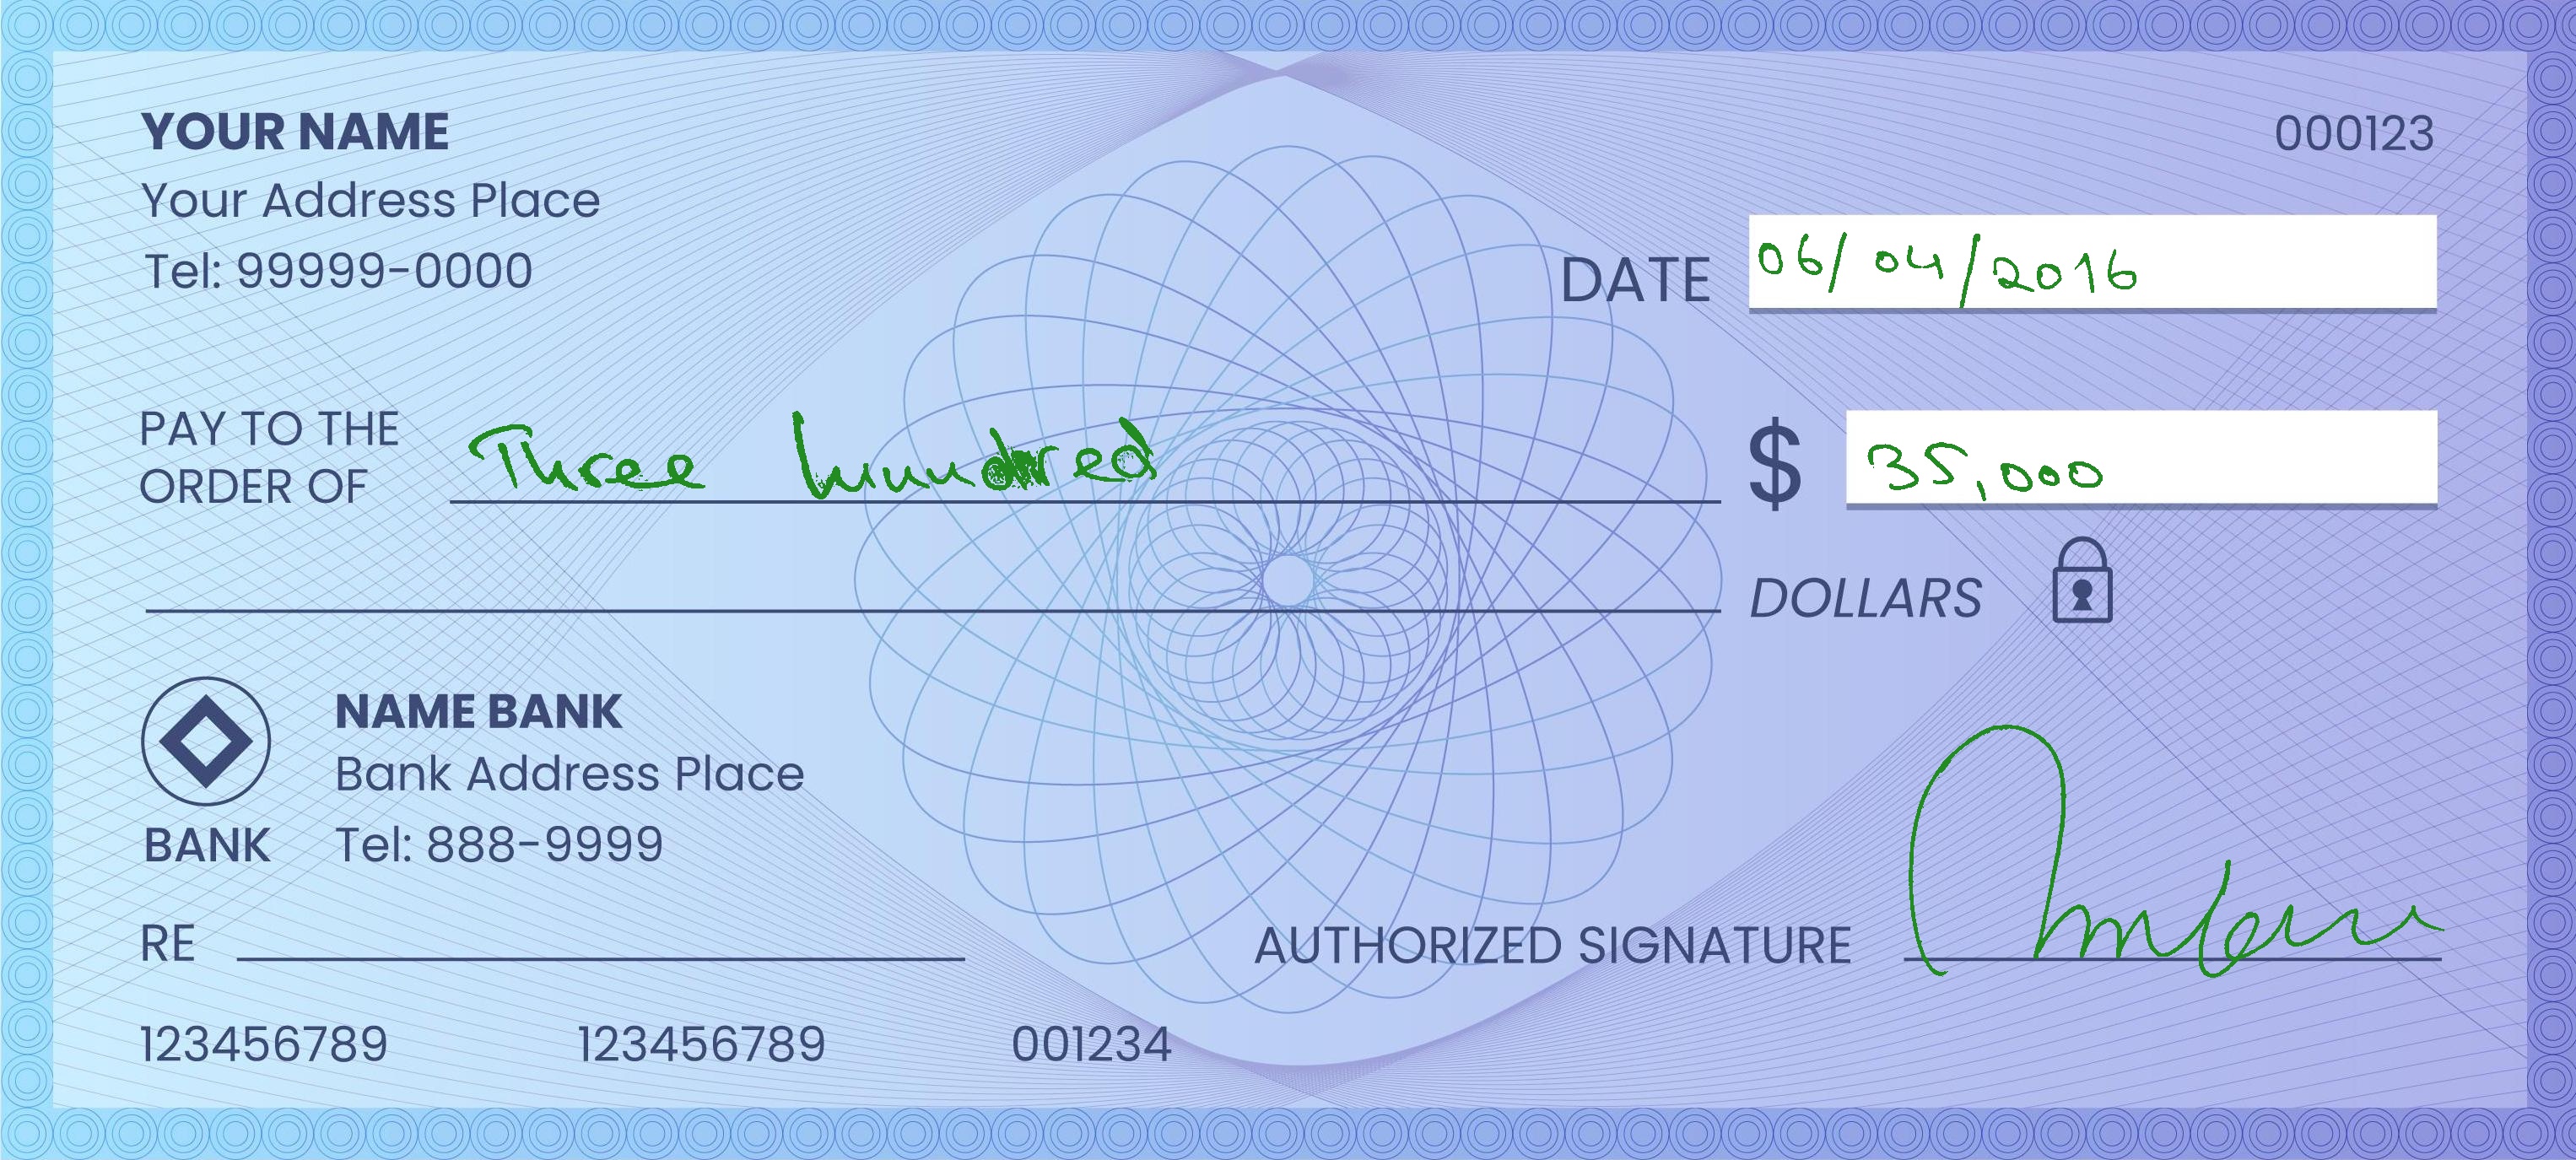 YOUR NAME
000123
Your Address Place
Tel: 99999-0000
DATE 06/04/2016
PAY TO THE
ORDER OF Three hundred $ 35,000
DOLLARS
NAME BANK
Bank Address Place
BANK Tel: 888-9999
RE
AUTHORIZED SIGNATURE
123456789 123456789 001234